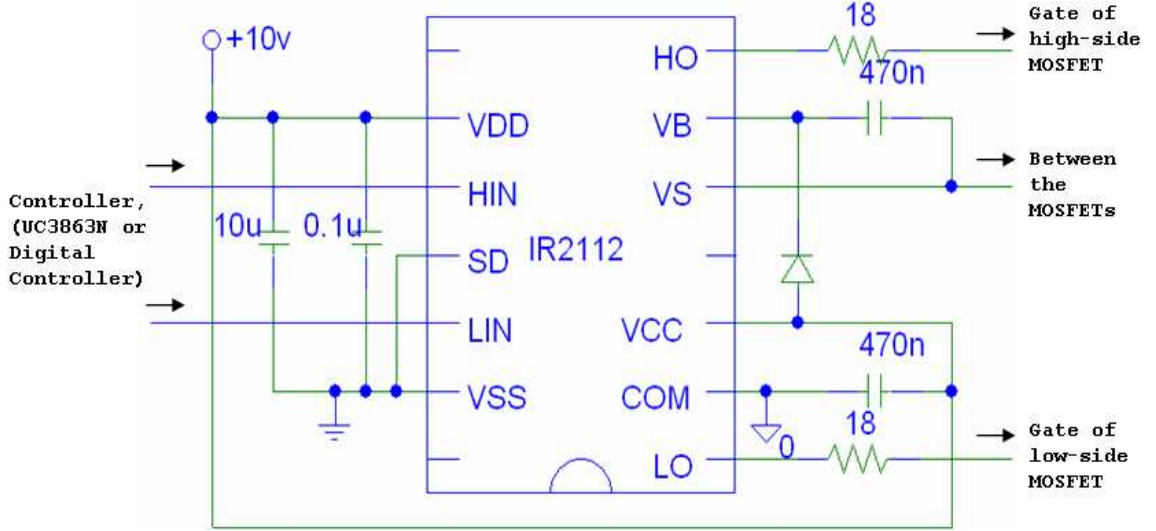 +10v
Controller,
(UC3863N or
Digital
Controller)
10u
0.1u
VDD
HIN
SD
LIN
VSS
IR2112
HO
VB
VS
VCC
COM
LO
18
470n
470n
18
0
Gate of
high-side
MOSFET
Between
the
MOSFETs
Gate of
low-side
MOSFET